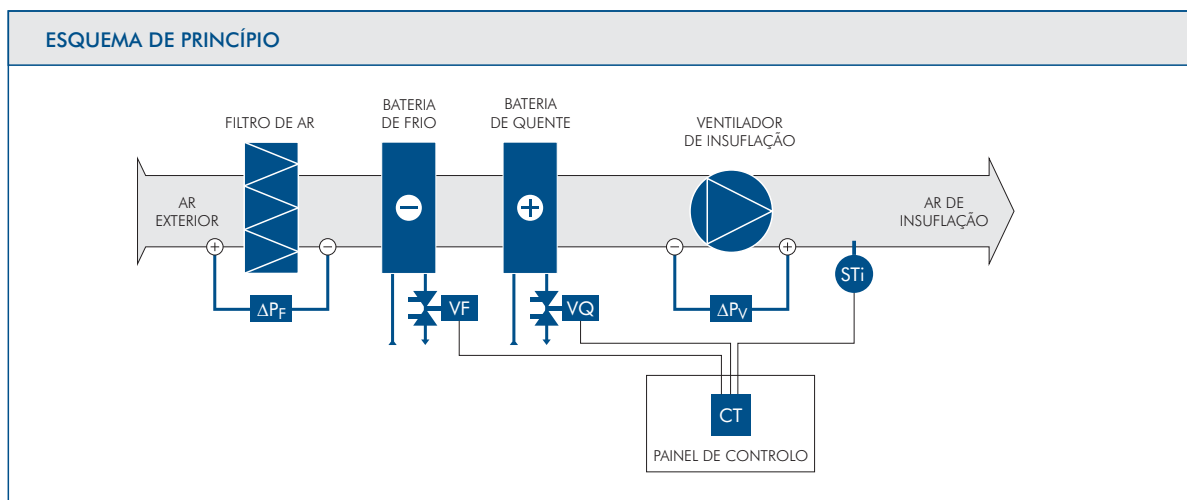 ESQUEMA DE PRINCÍPIO
FILTRO DE AR
BATERIA
DE FRIO
BATERIA
DE QUENTE
VENTILADOR
DE INSUFLAÇÃO
AR
EXTERIOR
AR DE
INSUFLAÇÃO
ΔPF
VF
VQ
ΔPV
STi
CT
PAINEL DE CONTROLO